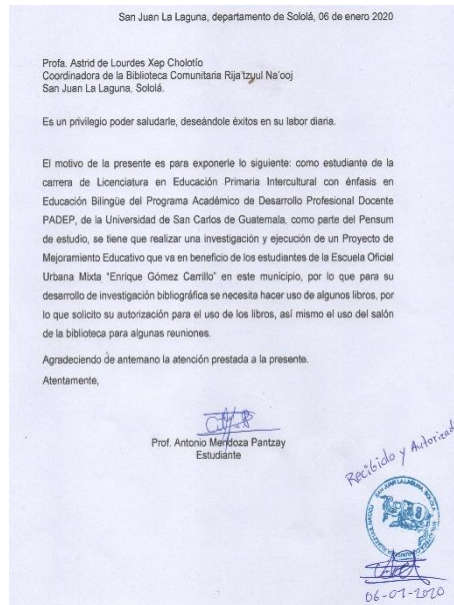 San Juan La Laguna, departamento de Sololá, 06 de enero 2020
Profa. Astrid de Lourdes Xep Cholotío
Coordinadora de la Biblioteca Comunitaria Rija'tzuul Na'ooj
San Juan La Laguna, Sololá.
Es un privilegio poder saludarle, deseándole éxitos en su labor diaria.
El motivo de la presente es para exponerle lo siguiente: como estudiante de la
carrera de Licenciatura en Educación Primaria Intercultural con énfasis en
Educación Bilingüe del Programa Académico de Desarrollo Profesional Docente
PADEP, de la Universidad de San Carlos de Guatemala, como parte del Pensum
de estudio, se tiene que realizar una investigación y ejecución de un Proyecto de
Mejoramiento Educativo que va en beneficio de los estudiantes de la Escuela Oficial
Urbana Mixta "Enrique Gómez Carrillo" en este municipio, por lo que para su
desarrollo de investigación bibliográfica se necesita hacer uso de algunos libros, por
lo que solicito su autorización para el uso de los libros, así mismo el uso del salón
de la biblioteca para algunas reuniones.
Agradeciendo de antemano la atención prestada a la presente.
Atentamente,
Prof. Antonio Mendoza Pantzay
Estudiante
Recibido y Autorizad
SAN JUAN LA LAGUNA, SOLOLÁ
06-01-2020